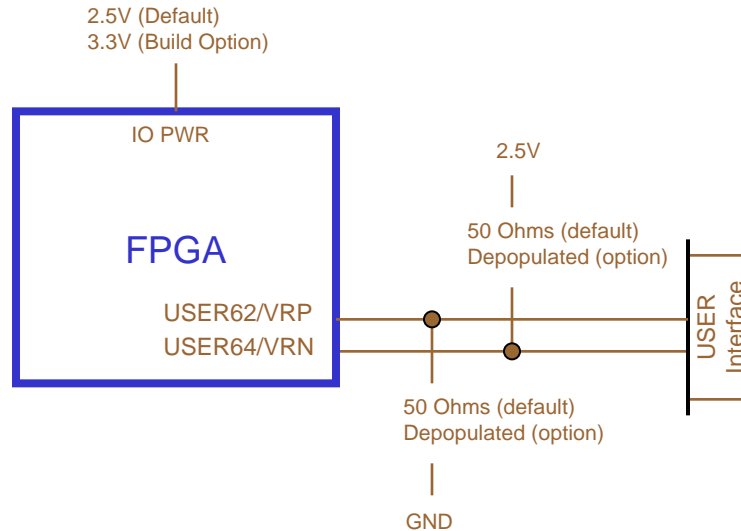 2.5V (Default)
3.3V (Build Option)
IO PWR
2.5V
50 Ohms (default)
Depopulated (option)
FPGA
USER62/VRP
USER64/VRN
USER
Interface
50 Ohms (default)
Depopulated (option)
GND